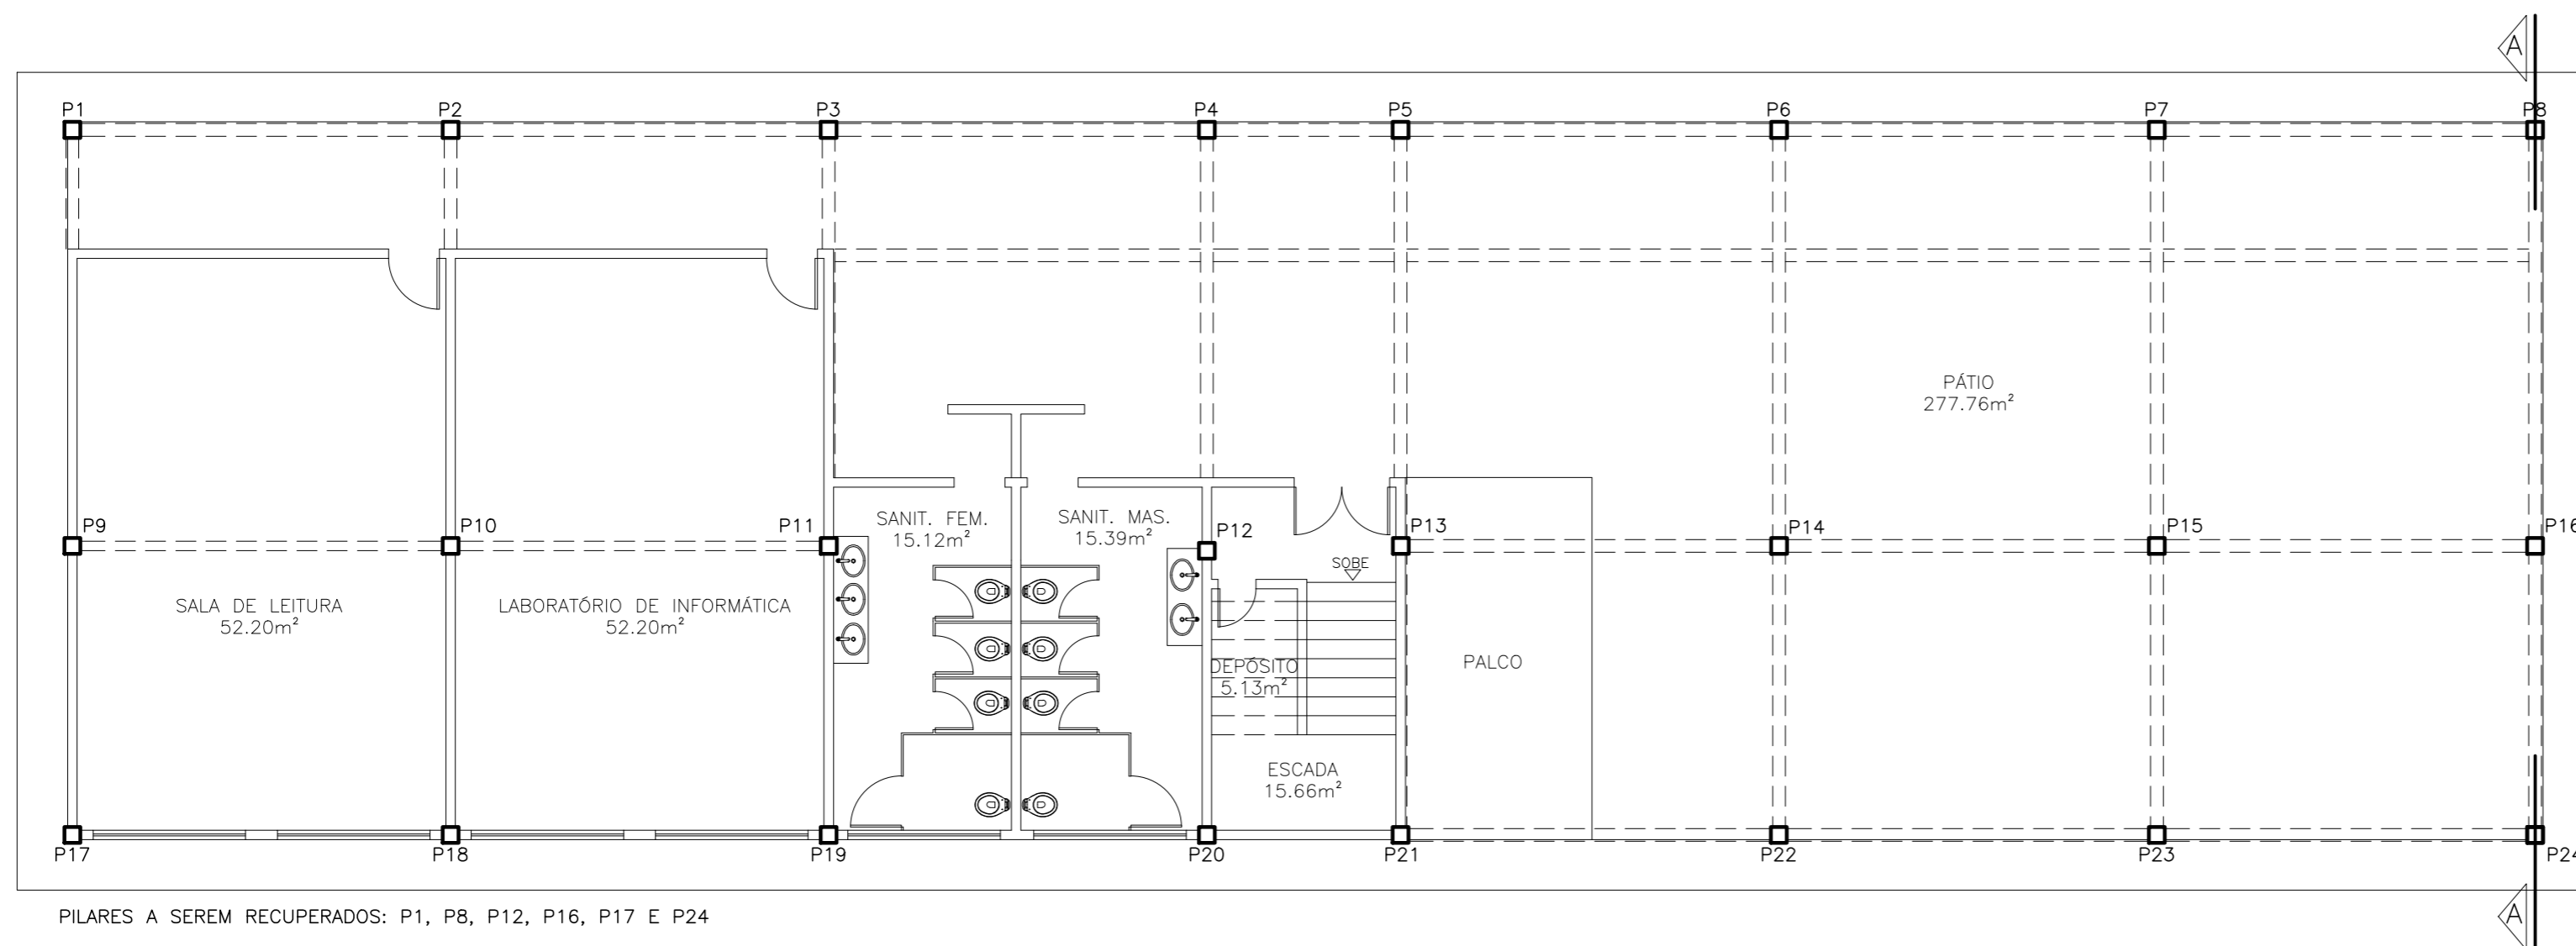 A
P1
P2
P3
P4
P5
P6
P7
P8
PÁTIO
277.76m²
P9
P10
P11
SANIT. FEM.
15.12m²
SANIT. MAS.
15.39m²
P12
P13
P14
P15
P16
SOBE
SALA DE LEITURA
52.20m²
LABORATÓRIO DE INFORMÁTICA
52.20m²
DEPÓSITO
5.13m²
PALCO
ESCADA
15.66m²
P17
P18
P19
P20
P21
P22
P23
P24
PILARES A SEREM RECUPERADOS: P1, P8, P12, P16, P17 E P24
A